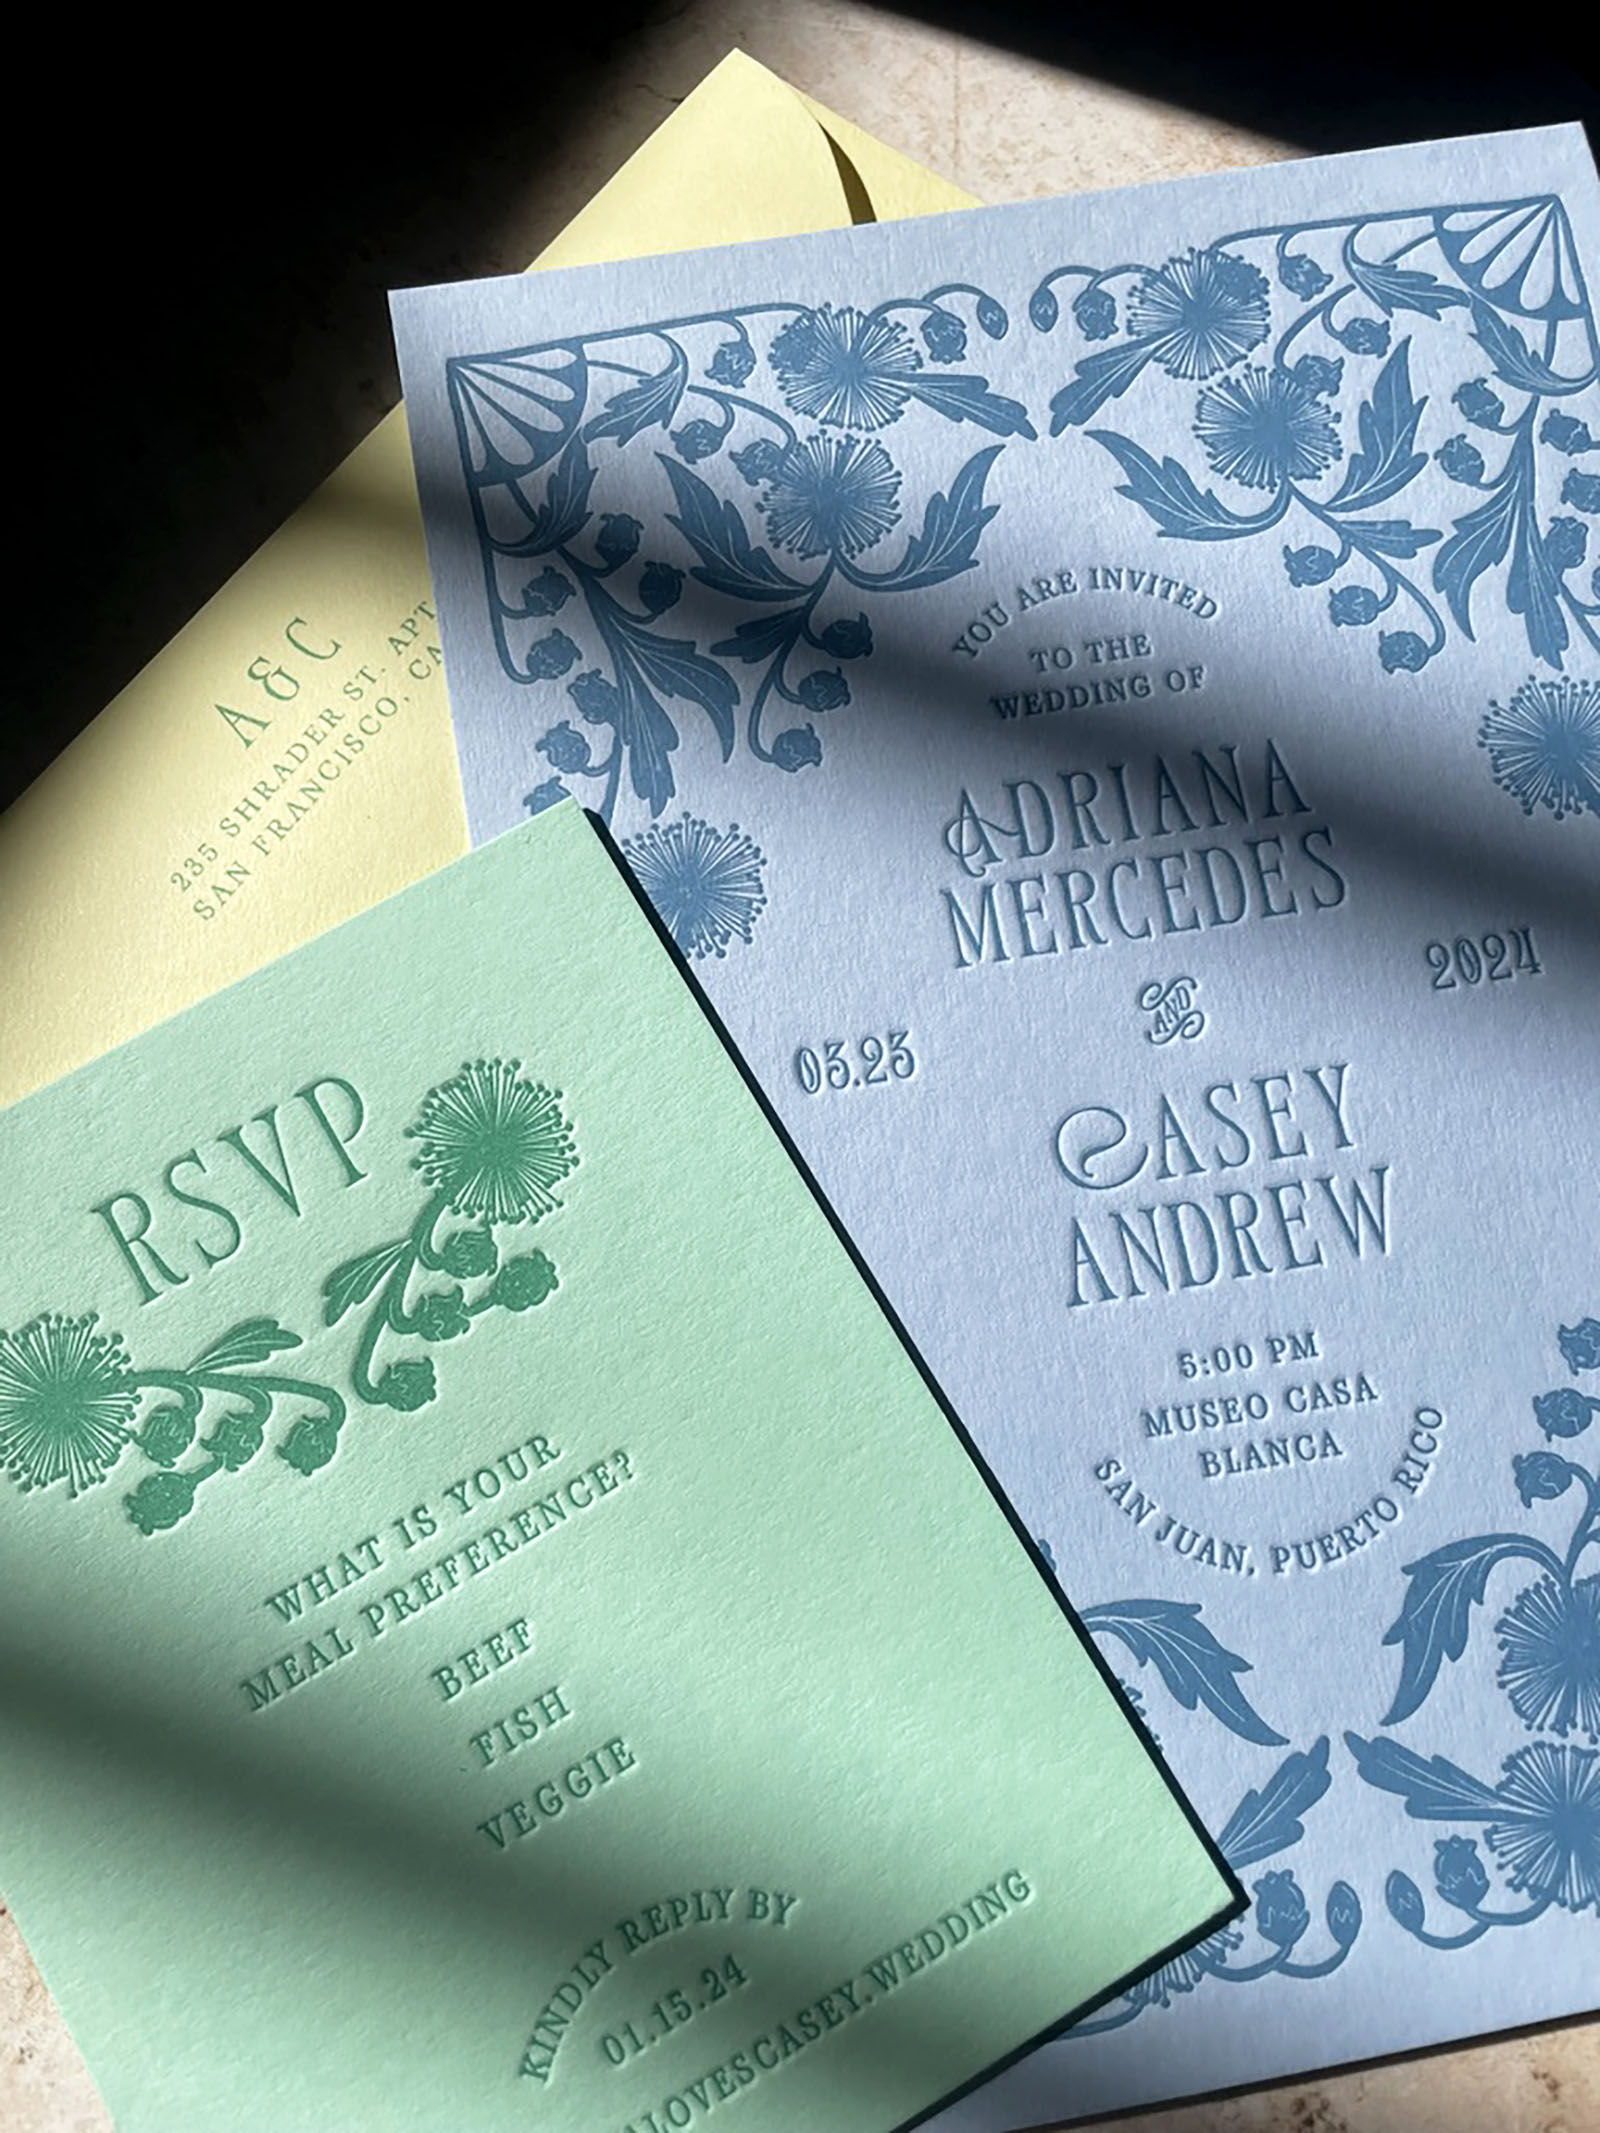 A & C
235 SHRADER ST. APT
SAN FRANCISCO, CA
YOU ARE INVITED
TO THE
WEDDING OF
ADRIANA
MERCEDES
AND
03.23
2024
CASEY
ANDREW
5:00 PM
MUSEO CASA
BLANCA
SAN JUAN, PUERTO RICO
RSVP
WHAT IS YOUR
MEAL PREFERENCE?
BEEF
FISH
VEGGIE
KINDLY REPLY BY
01.15.24
ALOVESCASEY.WEDDING